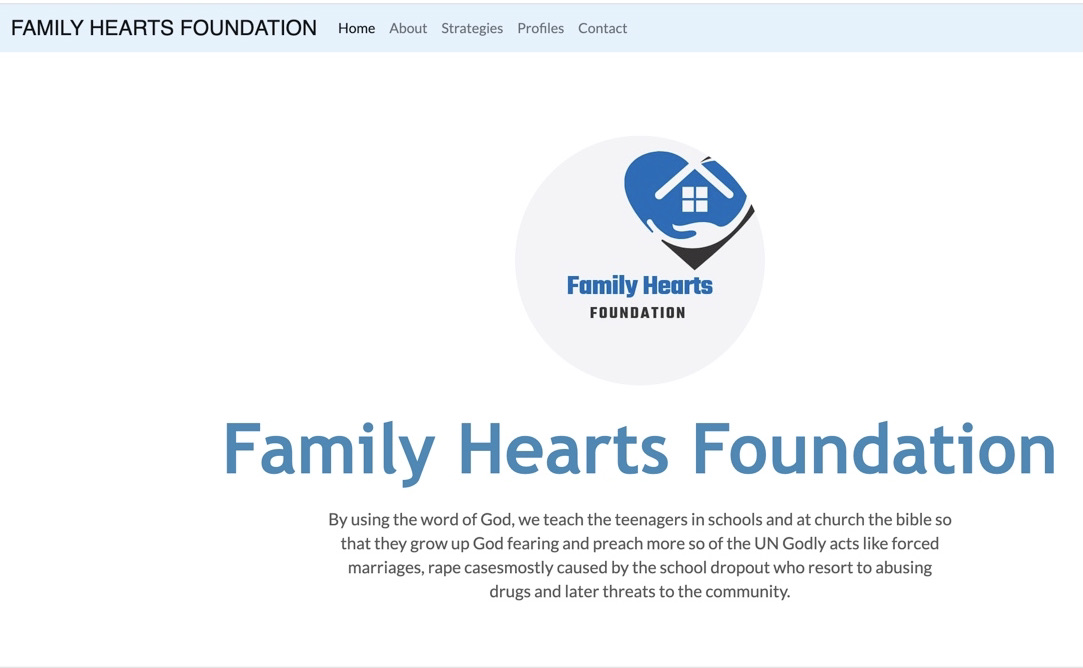 FAMILY HEARTS FOUNDATION Home About Strategies Profiles Contact
Family Hearts
FOUNDATION
Family Hearts Foundation
By using the word of God, we teach the teenagers in schools and at church the bible so
that they grow up God fearing and preach more so of the UN Godly acts like forced
marriages, rape casesmostly caused by the school dropout who resort to abusing
drugs and later threats to the community.